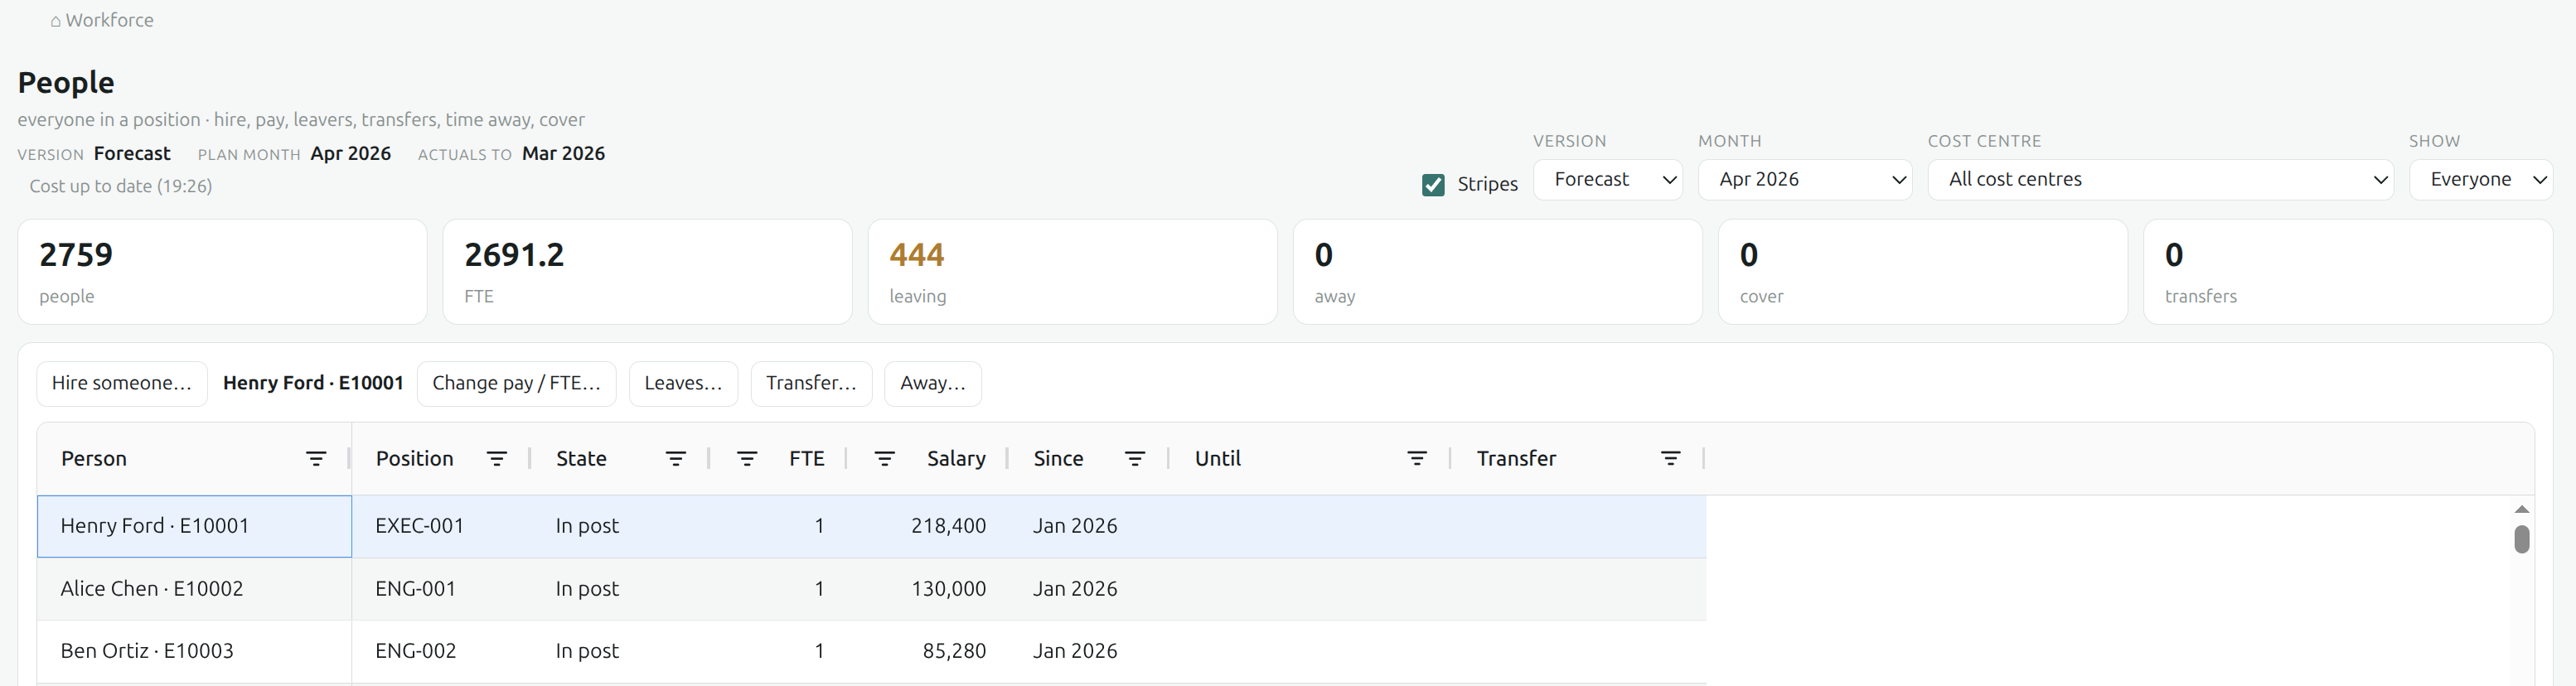 ⌂ Workforce
People
everyone in a position · hire, pay, leavers, transfers, time away, cover
VERSION Forecast PLAN MONTH Apr 2026 ACTUALS TO Mar 2026
Cost up to date (19:26)
Stripes
VERSION
Forecast
MONTH
Apr 2026
COST CENTRE
All cost centres
SHOW
Everyone
2759
people
2691.2
FTE
444
leaving
0
away
0
cover
0
transfers
Hire someone... Henry Ford · E10001 Change pay / FTE... Leaves... Transfer... Away...
Person Position State FTE Salary Since Until Transfer
Henry Ford · E10001 EXEC-001 In post 1 218,400 Jan 2026
Alice Chen · E10002 ENG-001 In post 1 130,000 Jan 2026
Ben Ortiz · E10003 ENG-002 In post 1 85,280 Jan 2026